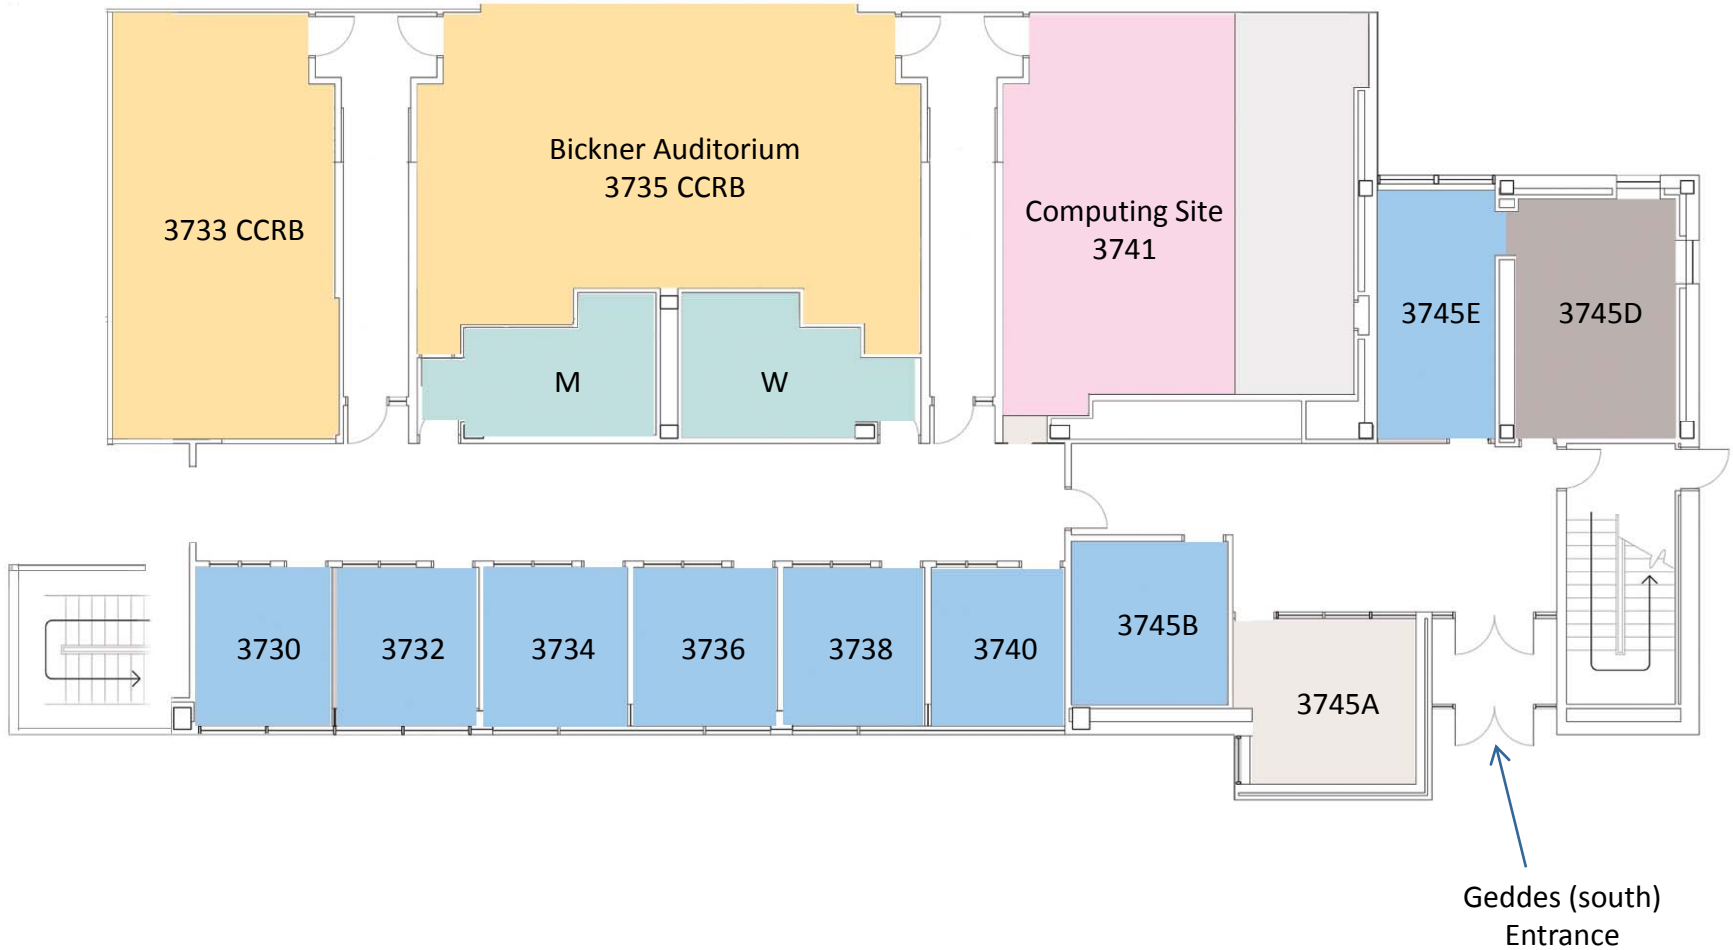 Bickner Auditorium
3735 CCRB
3733 CCRB
Computing Site
3741
3745E
3745D
M
W
3730
3732
3734
3736
3738
3740
3745B
3745A
Geddes (south)
Entrance